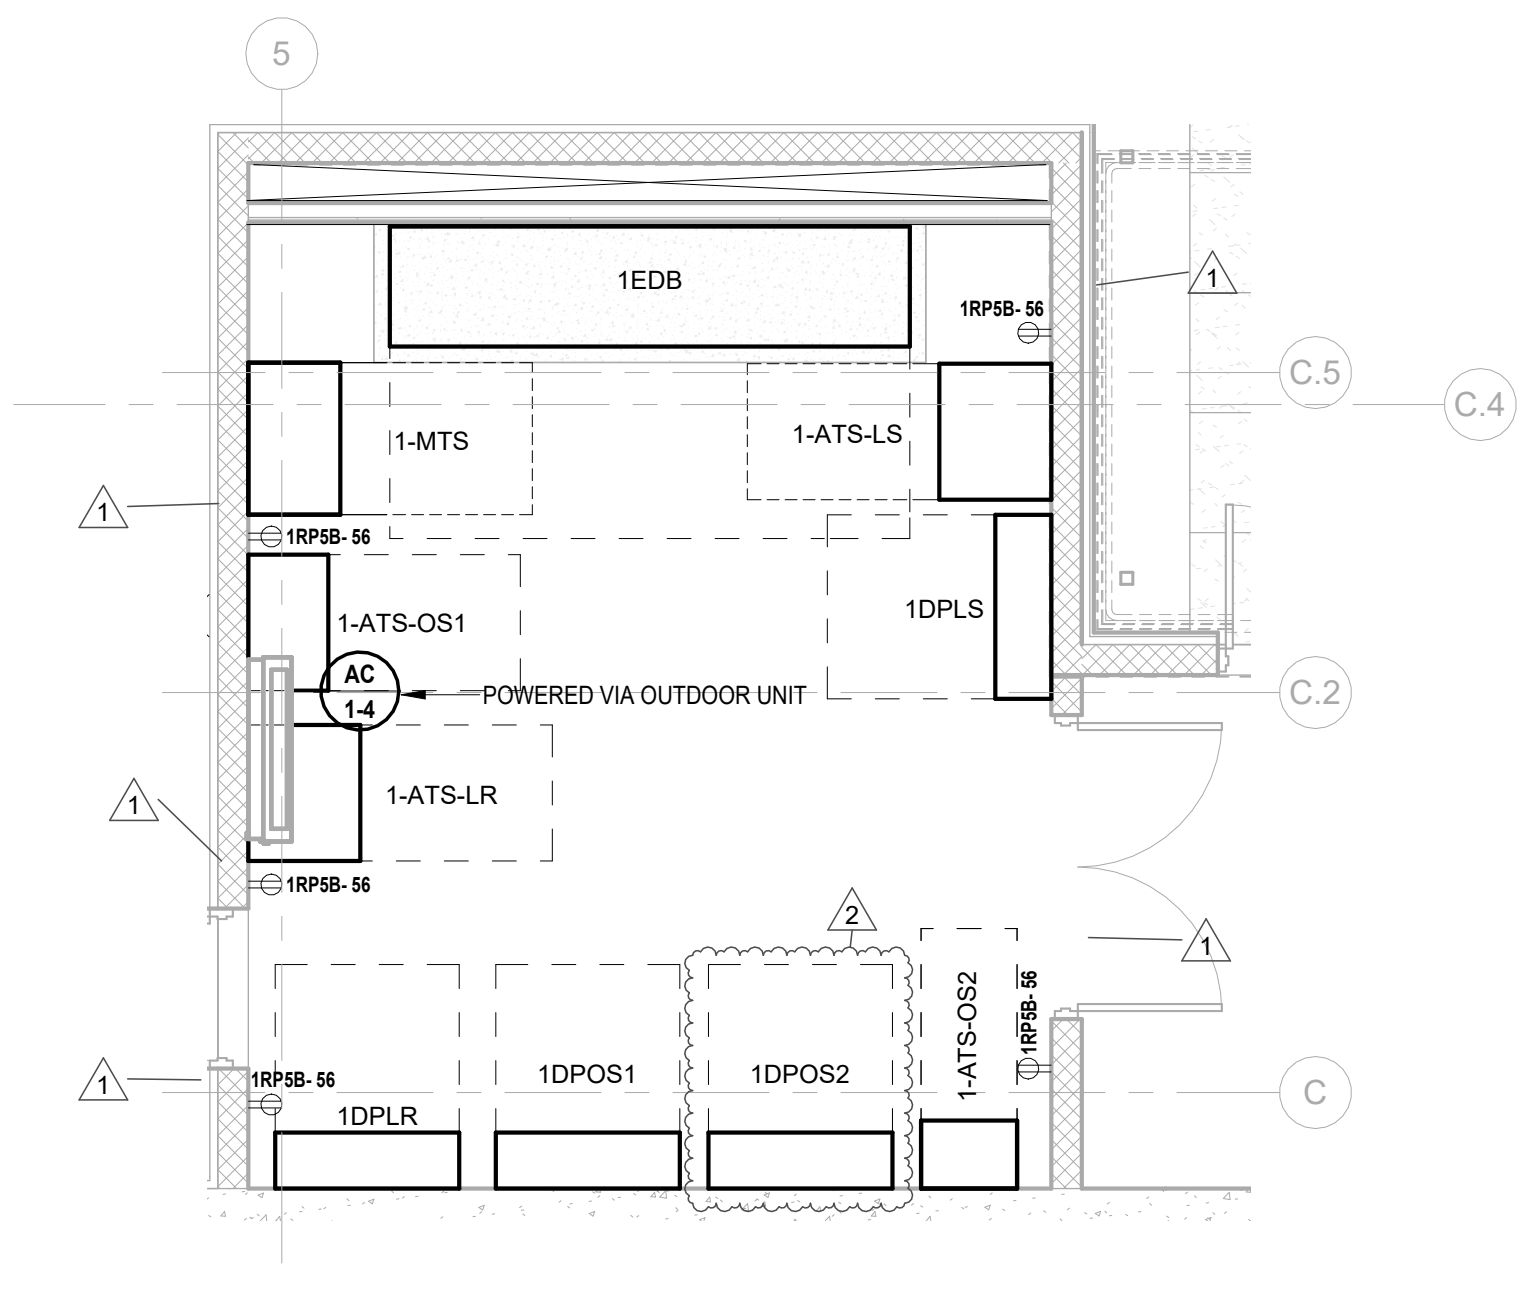 5
1EDB
1
1RP5B- 56
C.5
C.4
1-MTS
1-ATS-LS
1
1RP5B- 56
1-ATS-OS1
1DPLS
AC
1-4
POWERED VIA OUTDOOR UNIT
C.2
1
1-ATS-LR
1RP5B- 56
2
1
1-ATS-OS2
1RP5B- 56
1
1RP5B- 56
1DPLR
1DPOS1
1DPOS2
C